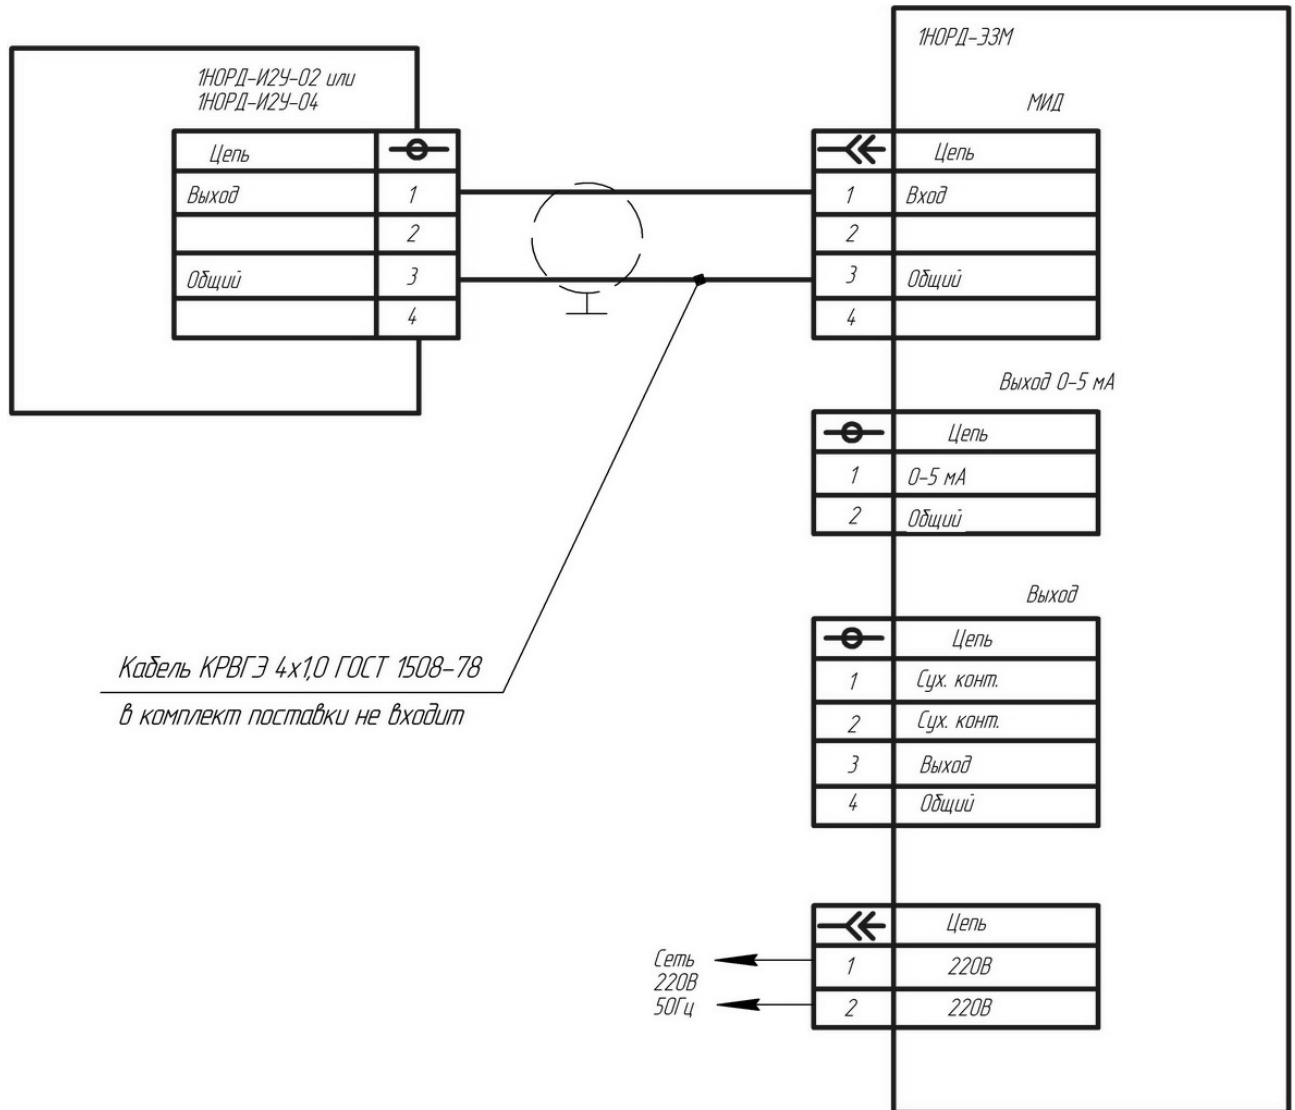 1НОРД-И2У-02 или
1НОРД-И2У-04
Цепь
Выход 1
2
Общий 3
4
1НОРД-ЭЗМ
МИД
Цепь
1 Вход
2
3 Общий
4
Выход 0-5 мА
Цепь
1 0-5 мА
2 Общий
Выход
Цепь
1 Сух. конт.
2 Сух. конт.
3 Выход
4 Общий
Кабель КРВГЭ 4х1,0 ГОСТ 1508-78
в комплект поставки не входит
Цепь
1 220В
2 220В
Сеть
220В
50Гц